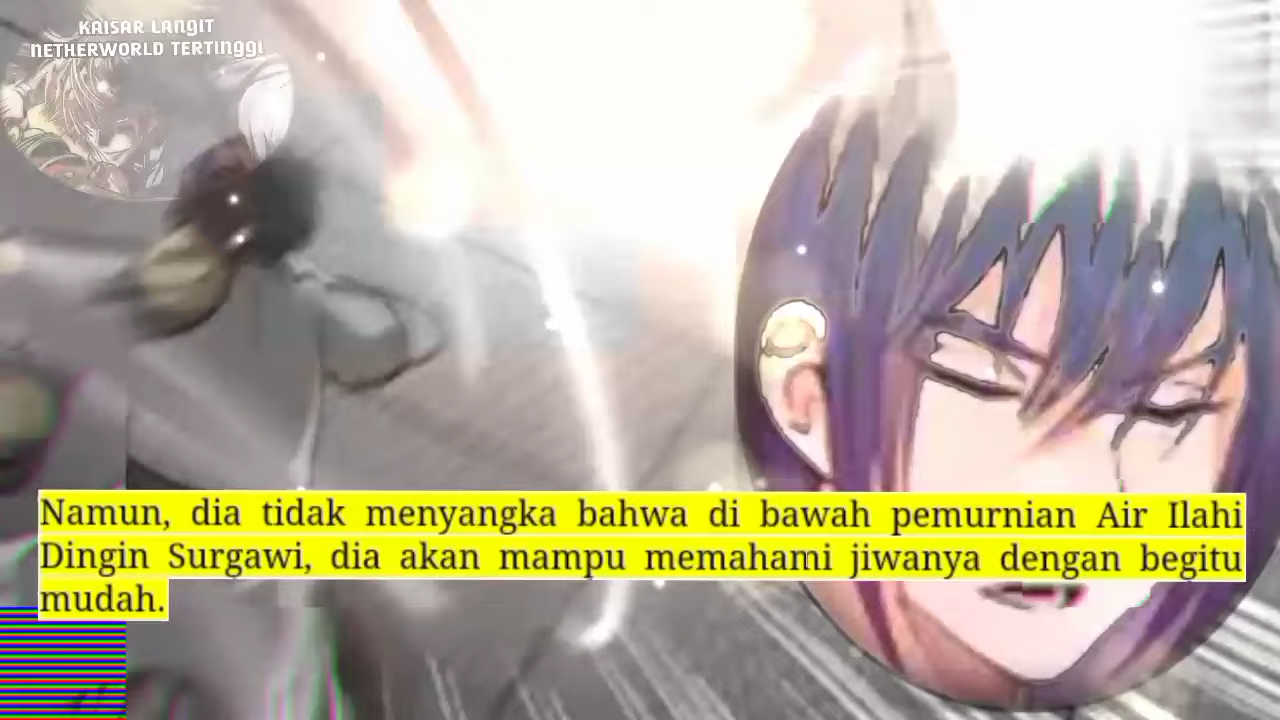 KAISAR LANGIT
NETHERWORLD TERTINGGI
Namun, dia tidak menyangka bahwa di bawah pemurnian Air Ilahi
Dingin Surgawi, dia akan mampu memahami jiwanya dengan begitu
mudah.